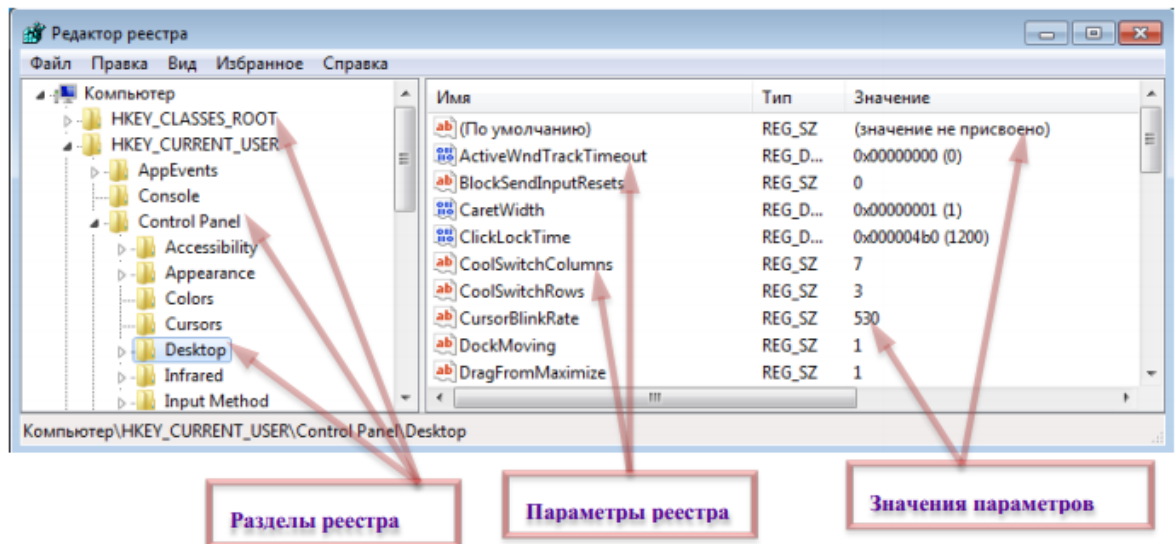 Редактор реестра
Файл Правка Вид Избранное Справка
Компьютер
HKEY_CLASSES_ROOT
HKEY_CURRENT_USER
AppEvents
Console
Control Panel
Accessibility
Appearance
Colors
Cursors
Desktop
Infrared
Input Method
Имя Тип Значение
(По умолчанию) REG_SZ (значение не присвоено)
ActiveWndTrackTimeout REG_D... 0x00000000 (0)
BlockSendInputResets REG_SZ 0
CaretWidth REG_D... 0x00000001 (1)
ClickLockTime REG_D... 0x000004b0 (1200)
CoolSwitchColumns REG_SZ 7
CoolSwitchRows REG_SZ 3
CursorBlinkRate REG_SZ 530
DockMoving REG_SZ 1
DragFromMaximize REG_SZ 1
Компьютер\HKEY_CURRENT_USER\Control Panel\Desktop
Разделы реестра
Параметры реестра
Значения параметров